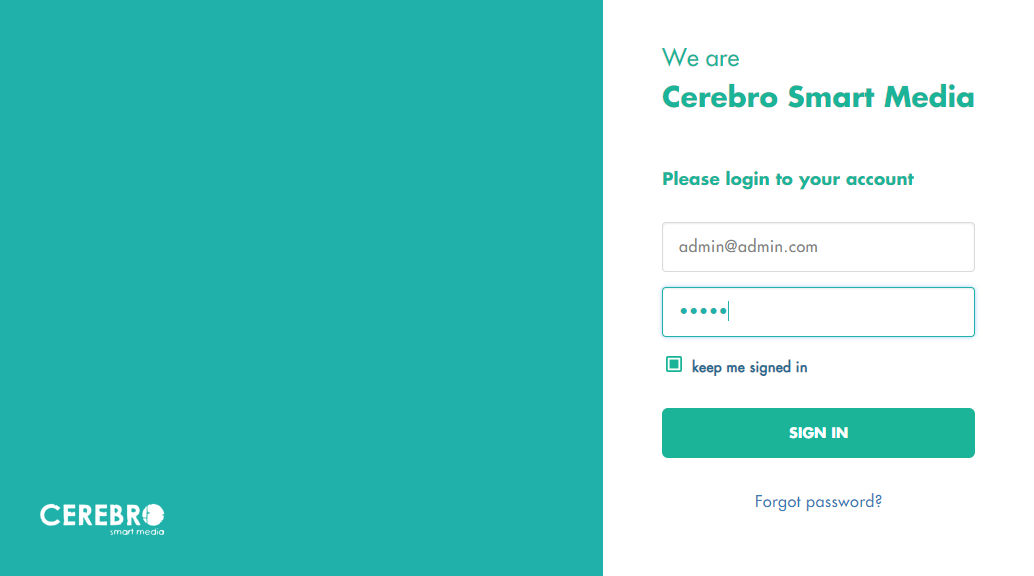 We are
Cerebro Smart Media
Please login to your account
admin@admin.com
•••••
keep me signed in
SIGN IN
Forgot password?
CEREBRO
smart media